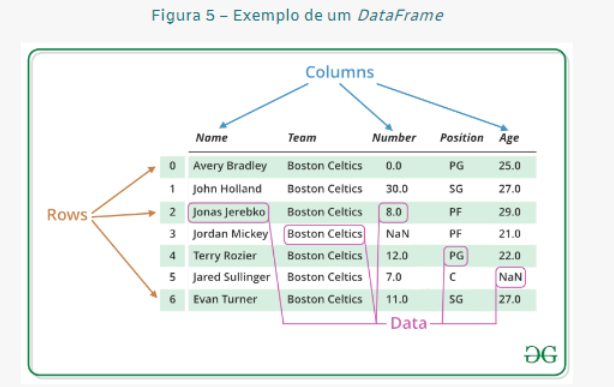 Figura 5 – Exemplo de um DataFrame
Columns
Name Team Number Position Age
0 Avery Bradley Boston Celtics 0.0 PG 25.0
1 John Holland Boston Celtics 30.0 SG 27.0
Rows 2 Jonas Jerebko Boston Celtics 8.0 PF 29.0
3 Jordan Mickey Boston Celtics NaN PF 21.0
4 Terry Rozier Boston Celtics 12.0 PG 22.0
5 Jared Sullinger Boston Celtics 7.0 C NaN
6 Evan Turner Boston Celtics 11.0 SG 27.0
Data